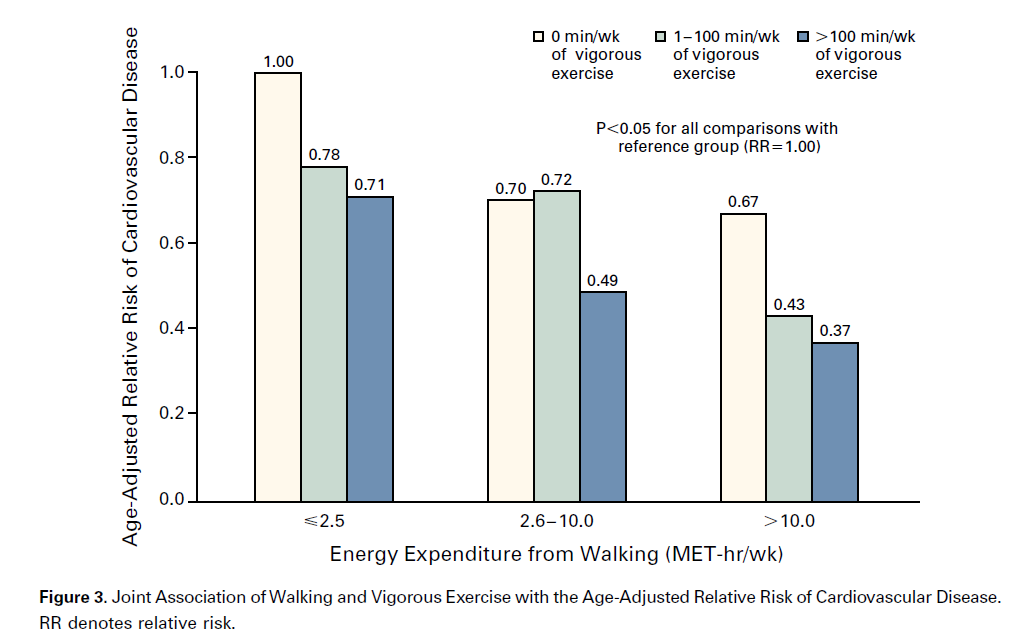 Age-Adjusted Relative Risk of Cardiovascular Disease
0 min/wk
of vigorous
exercise
1–100 min/wk
of vigorous
exercise
>100 min/wk
of vigorous
exercise
P<0.05 for all comparisons with
reference group (RR=1.00)
1.0
0.8
0.6
0.4
0.2
0.0
1.00
0.78
0.71
0.70
0.72
0.49
0.67
0.43
0.37
⩽2.5
2.6–10.0
>10.0
Energy Expenditure from Walking (MET-hr/wk)
Figure 3. Joint Association of Walking and Vigorous Exercise with the Age-Adjusted Relative Risk of Cardiovascular Disease.
RR denotes relative risk.